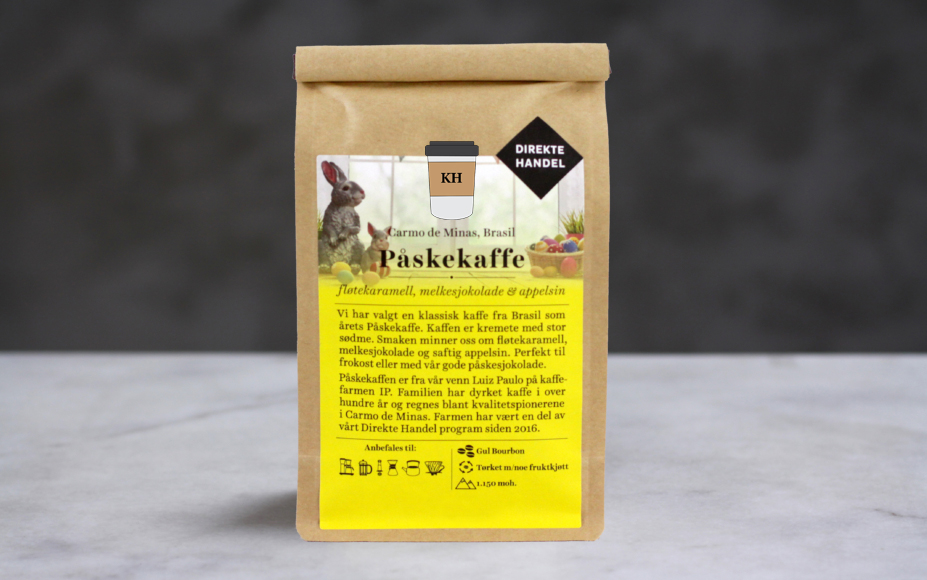 DIREKTE
HANDEL
KH
Carmo de Minas, Brasil
Påskekaffe
fløtekaramell, melkesjokolade & appelsin
Vi har valgt en klassisk kaffe fra Brasil som
årets Påskekaffe. Kaffen er kremete med stor
sødme. Smaken minner oss om fløtekaramell,
melkesjokolade og saftig appelsin. Perfekt til
frokost eller med vår gode påskesjokolade.
Påskekaffen er fra vår venn Luiz Paulo på kaffe-
farmen IP. Familien har dyrket kaffe i over
hundre år og regnes blant kvalitetspionerene
i Carmo de Minas. Farmen har vært en del av
vårt Direkte Handel program siden 2016.
Anbefales til:
Gul Bourbon
Tørket m/noe fruktkjøtt
1.150 moh.